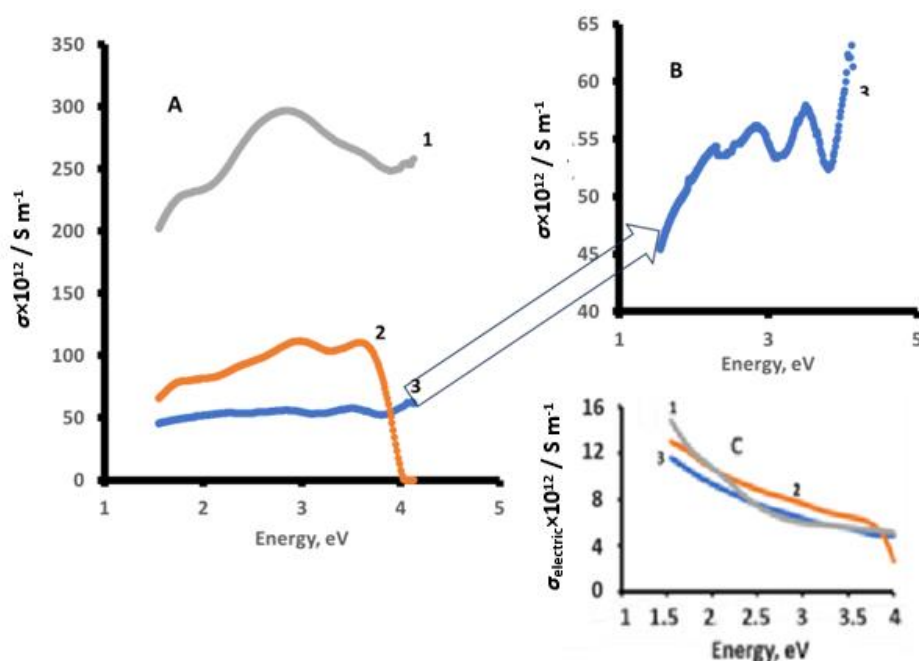 350
300
250
200
150
100
50
0
σ×10¹² / S m⁻¹
A
1
2
3
1 2 3 4 5
Energy, eV
65
60
55
50
45
40
σ×10¹² / S m⁻¹
B
3
1 3 5
Energy, eV
16
12
8
4
0
σelectric×10¹² / S m⁻¹
1
C
3
2
1 1.5 2 2.5 3 3.5 4
Energy, eV